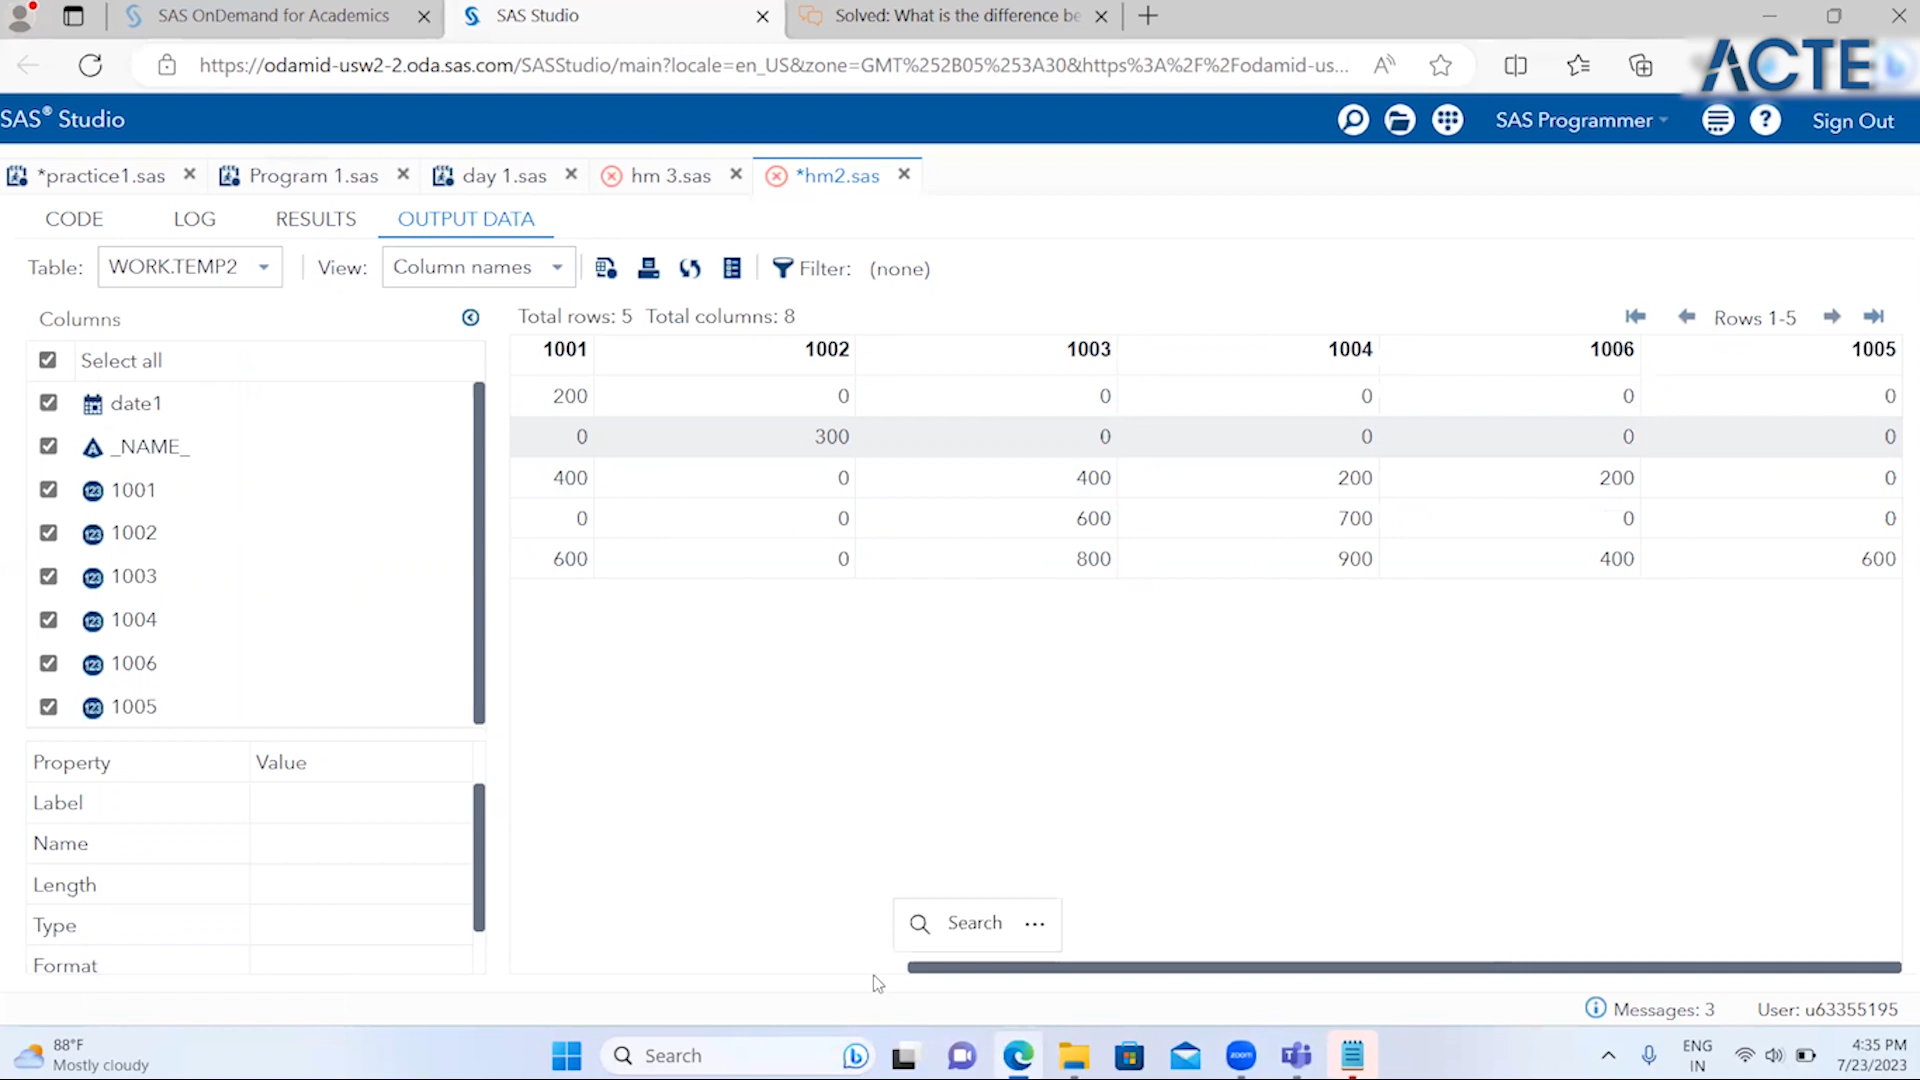 SAS OnDemand for Academics
SAS Studio
Solved: What is the difference be
https://odamid-usw2-2.oda.sas.com/SASStudio/main?locale=en_US&zone=GMT%252B05%253A30&https%3A%2F%2Fodamid-us...
ACTE
SAS® Studio
SAS Programmer
Sign Out
*practice1.sas
Program 1.sas
day 1.sas
hm 3.sas
*hm2.sas
CODE LOG RESULTS OUTPUT DATA
Table: WORK.TEMP2 View: Column names Filter: (none)
Columns
Select all
date1
_NAME_
1001
1002
1003
1004
1006
1005
Property Value
Label
Name
Length
Type
Format
Total rows: 5 Total columns: 8 Rows 1-5
1001 1002 1003 1004 1006 1005
200 0 0 0 0 0
0 300 0 0 0 0
400 0 400 200 200 0
0 0 600 700 0 0
600 0 800 900 400 600
Search ...
Messages: 3 User: u63355195
88°F
Mostly cloudy
Search
zoom
ENG
IN
4:35 PM
7/23/2023